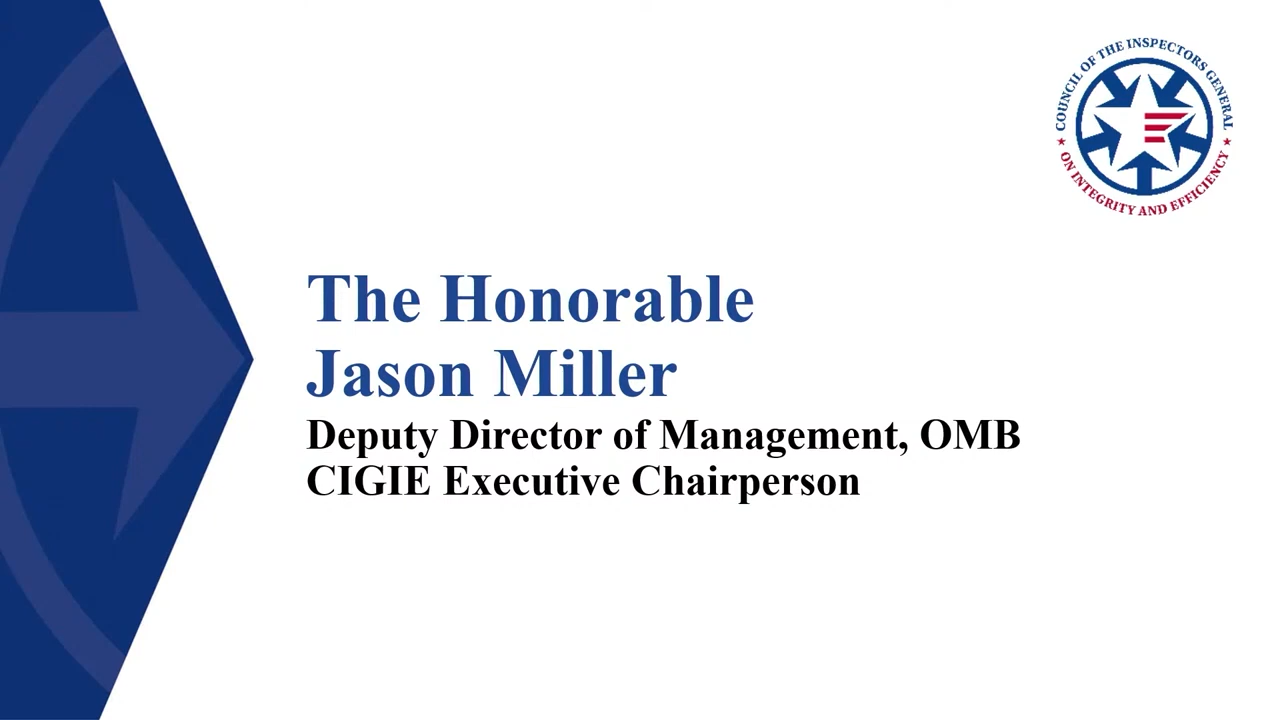 COUNCIL OF THE INSPECTORS GENERAL
★ ON INTEGRITY AND EFFICIENCY ★
The Honorable
Jason Miller
Deputy Director of Management, OMB
CIGIE Executive Chairperson